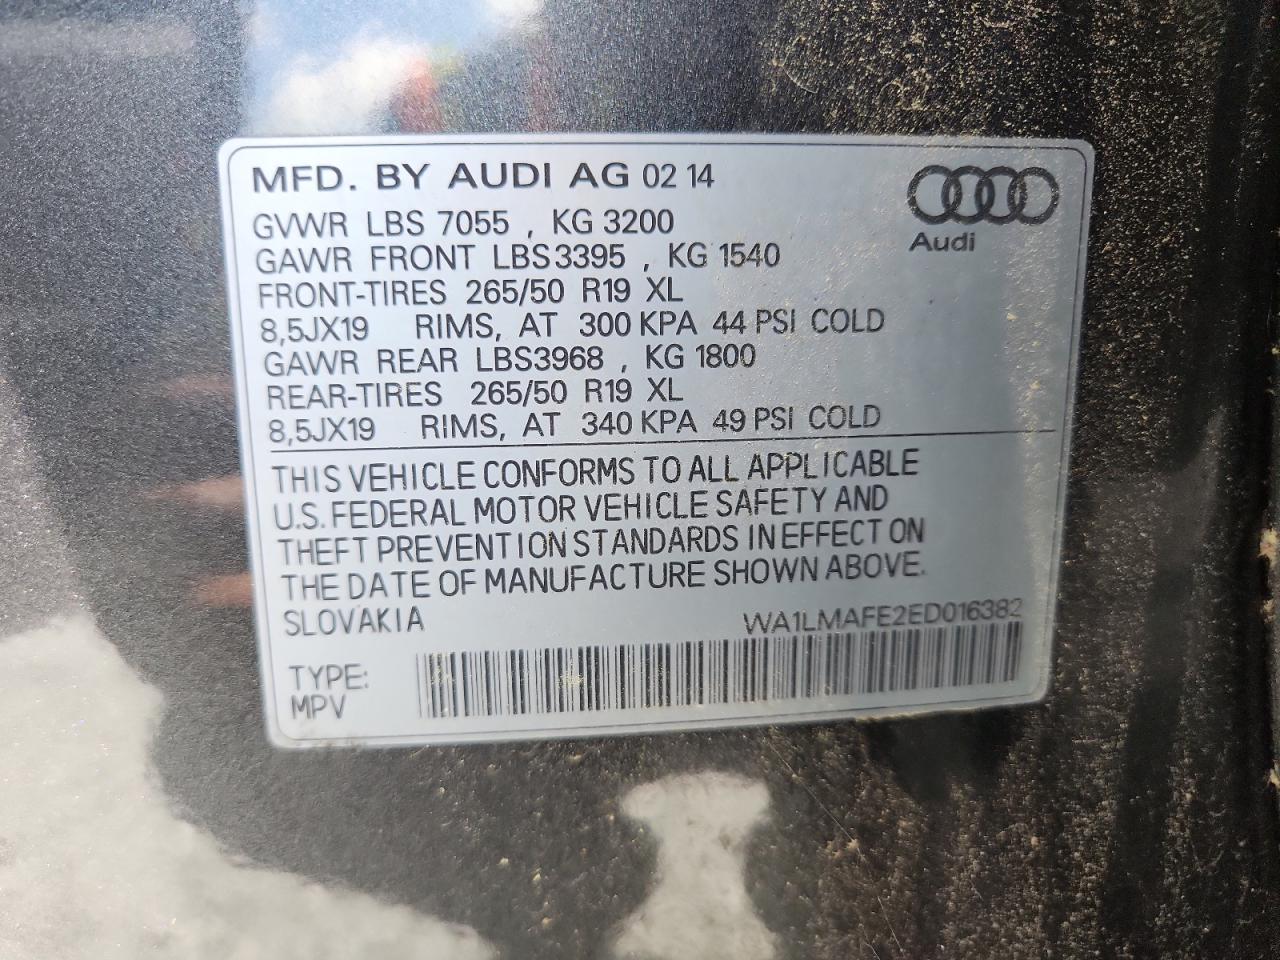 MFD. BY AUDI AG 02 14
GVWR LBS 7055 , KG 3200
GAWR FRONT LBS3395 , KG 1540
FRONT-TIRES 265/50 R19 XL
8,5JX19 RIMS, AT 300 KPA 44 PSI COLD
GAWR REAR LBS3968 , KG 1800
REAR-TIRES 265/50 R19 XL
8,5JX19 RIMS, AT 340 KPA 49 PSI COLD
Audi
THIS VEHICLE CONFORMS TO ALL APPLICABLE
U.S. FEDERAL MOTOR VEHICLE SAFETY AND
THEFT PREVENTION STANDARDS IN EFFECT ON
THE DATE OF MANUFACTURE SHOWN ABOVE.
SLOVAKIA WA1LMAFE2ED016382
TYPE:
MPV